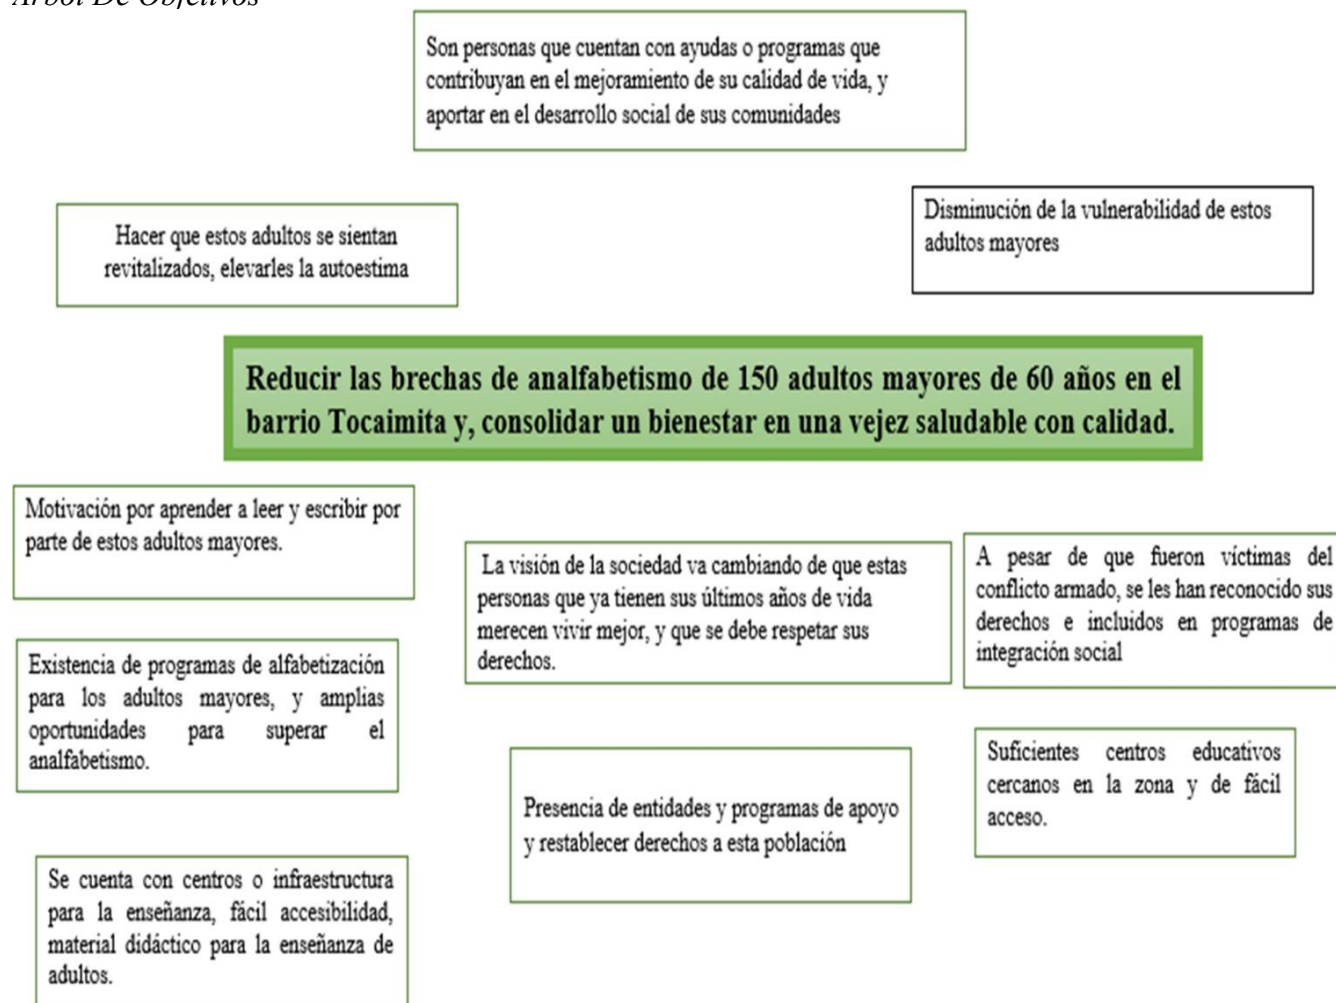 Árbol De Objetivos
Son personas que cuentan con ayudas o programas que
contribuyan en el mejoramiento de su calidad de vida, y
aportar en el desarrollo social de sus comunidades
Hacer que estos adultos se sientan
revitalizados, elevarles la autoestima
Disminución de la vulnerabilidad de estos
adultos mayores
Reducir las brechas de analfabetismo de 150 adultos mayores de 60 años en el
barrio Tocaimita y, consolidar un bienestar en una vejez saludable con calidad.
Motivación por aprender a leer y escribir por
parte de estos adultos mayores.
La visión de la sociedad va cambiando de que estas
personas que ya tienen sus últimos años de vida
merecen vivir mejor, y que se debe respetar sus
derechos.
A pesar de que fueron víctimas del
conflicto armado, se les han reconocido sus
derechos e incluidos en programas de
integración social
Existencia de programas de alfabetización
para los adultos mayores, y amplias
oportunidades para superar el
analfabetismo.
Presencia de entidades y programas de apoyo
y restablecer derechos a esta población
Suficientes centros educativos
cercanos en la zona y de fácil
acceso.
Se cuenta con centros o infraestructura
para la enseñanza, fácil accesibilidad,
material didáctico para la enseñanza de
adultos.